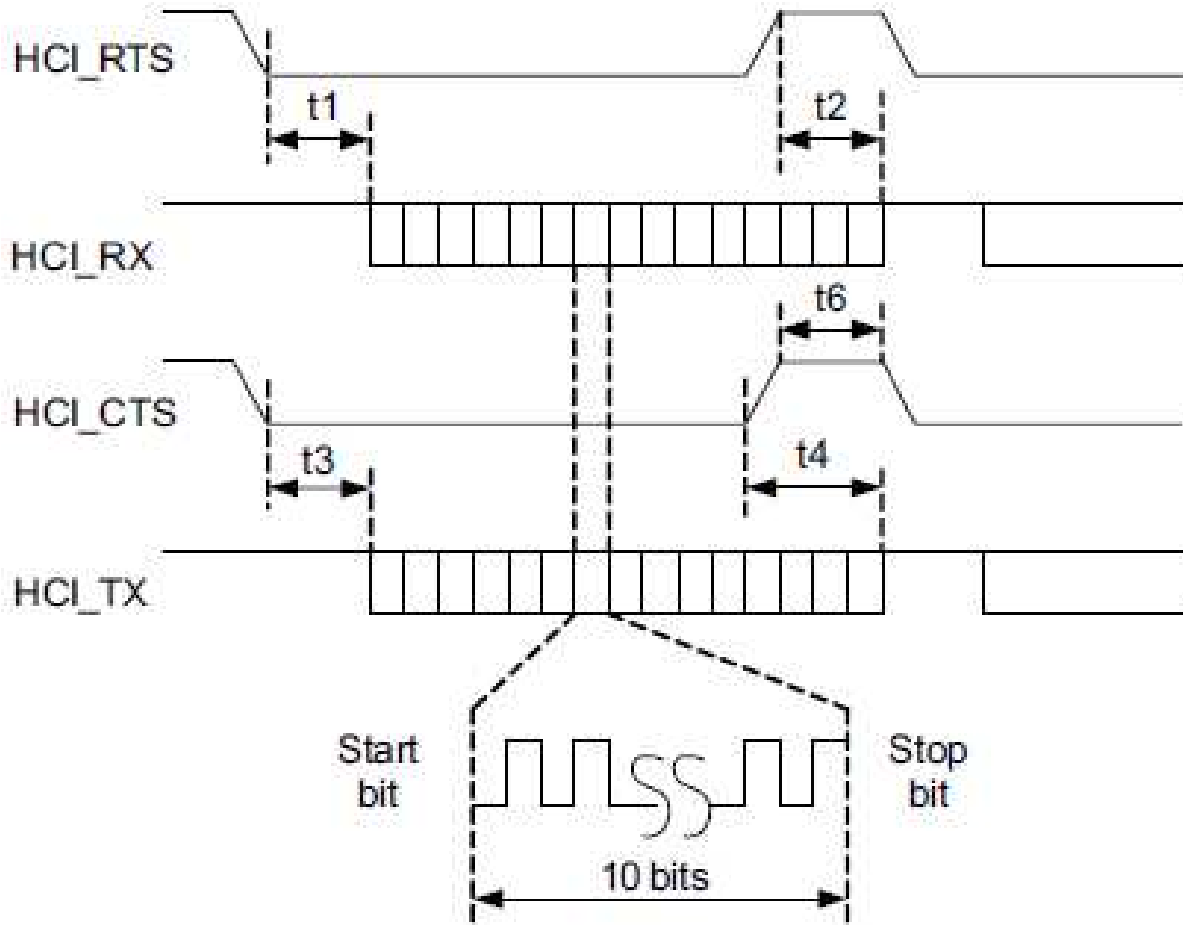 HCI_RTS
t1
t2
HCI_RX
t6
HCI_CTS
t3
t4
HCI_TX
Start
bit
Stop
bit
10 bits